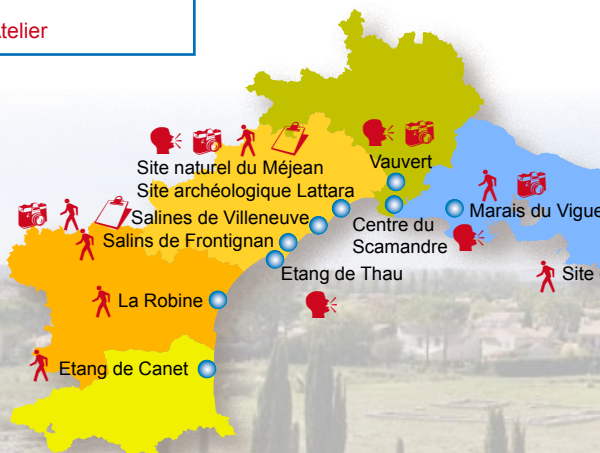 Atelier
Site naturel du Méjean
Site archéologique Lattara
Vauvert
Salines de Villeneuve
Centre du
Scamandre
Marais du Vigue
Salins de Frontignan
Etang de Thau
Site
La Robine
Etang de Canet